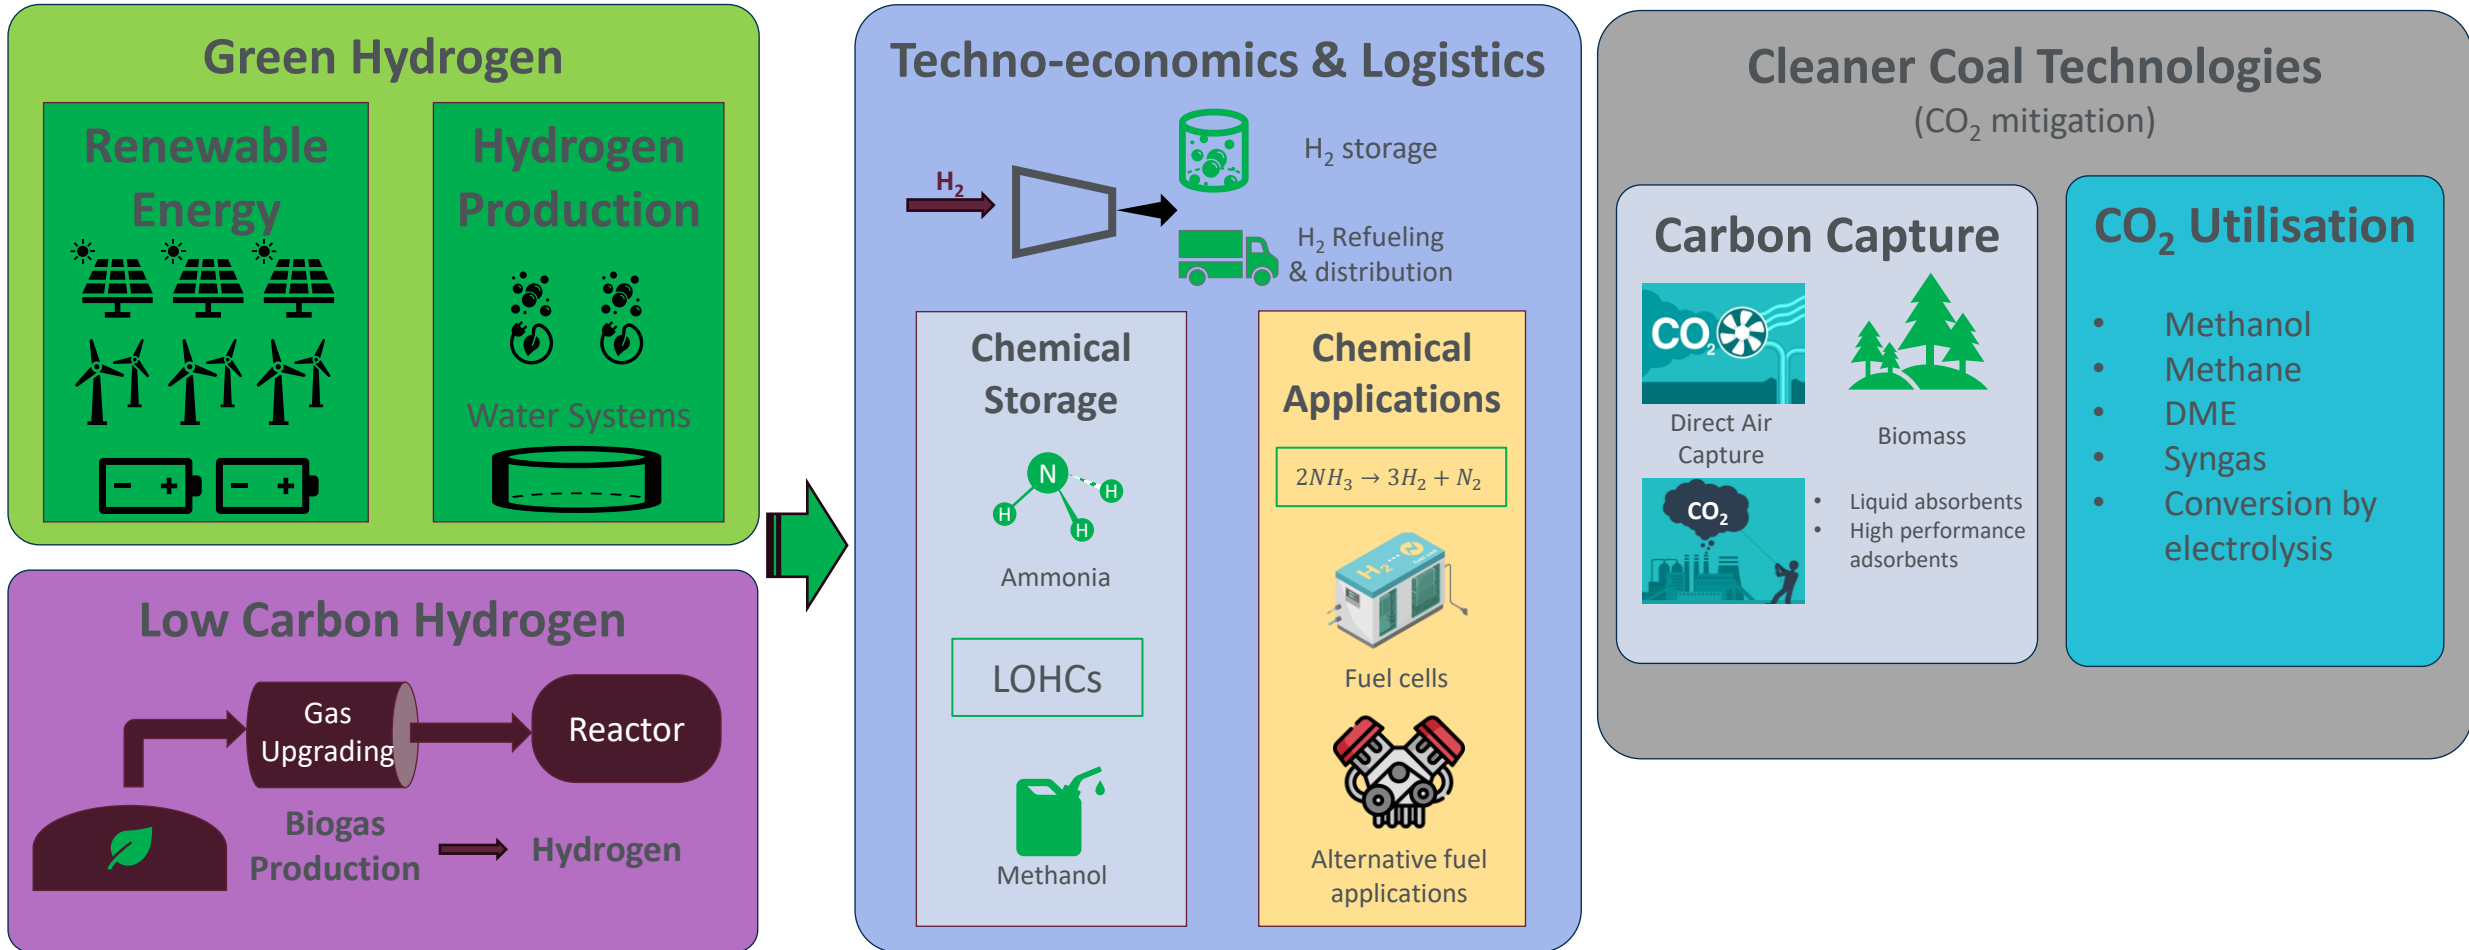 Green Hydrogen
Renewable
Energy
Hydrogen
Production
Water Systems
Low Carbon Hydrogen
Gas
Upgrading
Reactor
Biogas
Production
Hydrogen
Techno-economics & Logistics
H₂
H₂ storage
H₂ Refueling
& distribution
Chemical
Storage
N
H
H
H
Ammonia
LOHCs
Methanol
Chemical
Applications
2NH₃ → 3H₂ + N₂
H₂
Fuel cells
Alternative fuel
applications
Cleaner Coal Technologies
(CO₂ mitigation)
Carbon Capture
CO₂
Direct Air
Capture
Biomass
CO₂
• Liquid absorbents
• High performance
adsorbents
CO₂ Utilisation
• Methanol
• Methane
• DME
• Syngas
• Conversion by
electrolysis